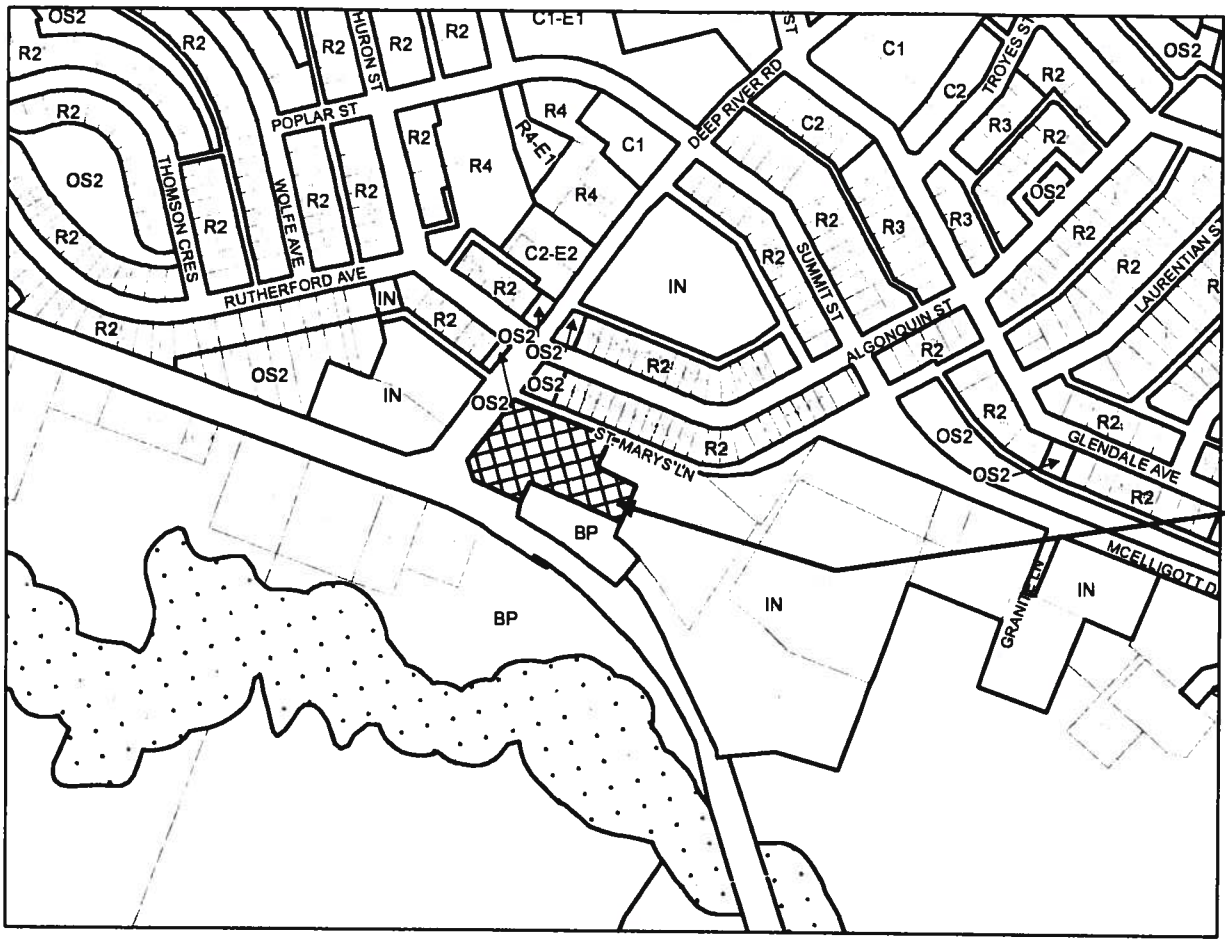 OS2
R2
HURON ST
R2
R2
C1-E1
ST
C1
TROYES ST
OS2
R2
R2
R2
C2
R2
DEEP RIVER RD
POPLAR ST
R4
C2
R3
R2
R4-E1
C1
R2
R4
OS2
THOMSON CRES
WOLFE AVE
R2
R2
R4
R2
OS2
R2
R2
R3
R3
R2
C2-E2
R2
SUMMIT ST
R2
LAURENTIAN S
R
RUTHERFORD AVE
R2
IN
IN
R2
R2
OS2
OS2
R2
ALGONQUIN ST
R2
OS2
IN
OS2
OS2
R2
R2
R2
ST-MARYS LN
OS2
GLENDALE AVE
OS2
R2
BP
MCELLIGOTT D
BP
IN
GRANITE LN
IN